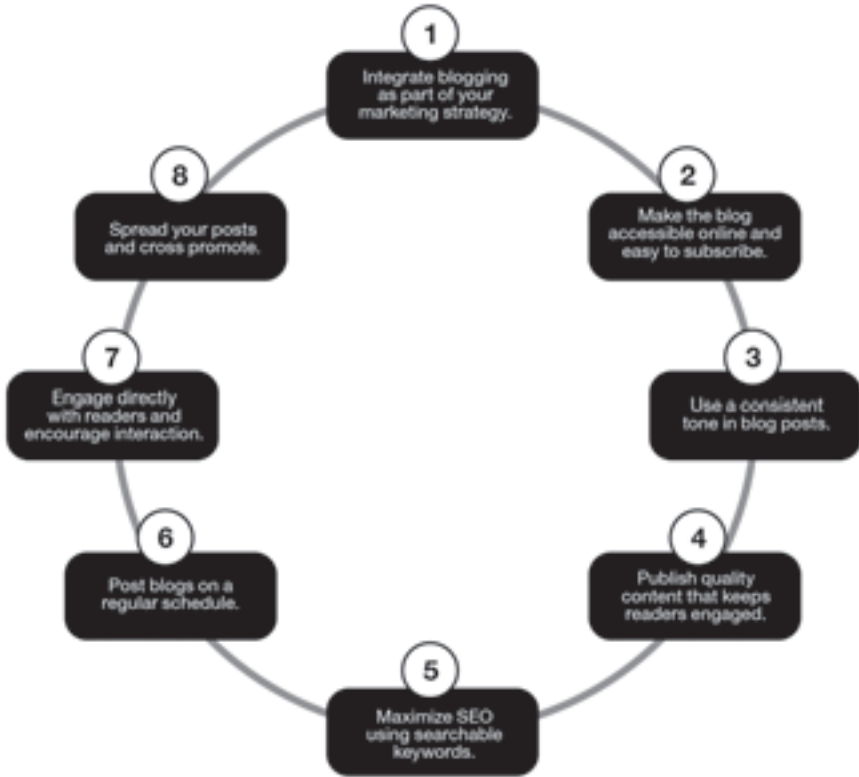 1
Integrate blogging
as part of your
marketing strategy.
2
Make the blog
accessible online and
easy to subscribe.
3
Use a consistent
tone in blog posts.
4
Publish quality
content that keeps
readers engaged.
5
Maximize SEO
using searchable
keywords.
6
Post blogs on a
regular schedule.
7
Engage directly
with readers and
encourage interaction.
8
Spread your posts
and cross promote.